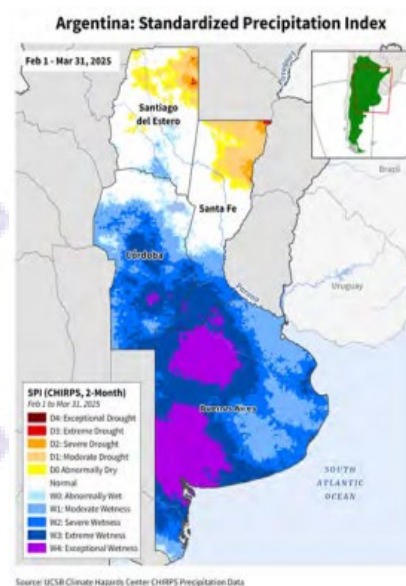 Argentina: Standardized Precipitation Index
Feb 1 - Mar 31, 2025
Santiago
del Estero
Santa Fe
Brazil
Córdoba
Uruguay
Buenos Aires
SPI (CHIRPS, 2-Month)
Feb 1 to Mar 31, 2025
D4: Exceptional Drought
D3: Extreme Drought
D2: Severe Drought
D1: Moderate Drought
D0 Abnormally Dry
Normal
W0: Abnormally Wet
W1: Moderate Wetness
W2: Severe Wetness
W3: Extreme Wetness
W4: Exceptional Wetness
SOUTH
ATLANTIC
OCEAN
Source: UCSB Climate Hazards Center CHIRPS Precipitation Data